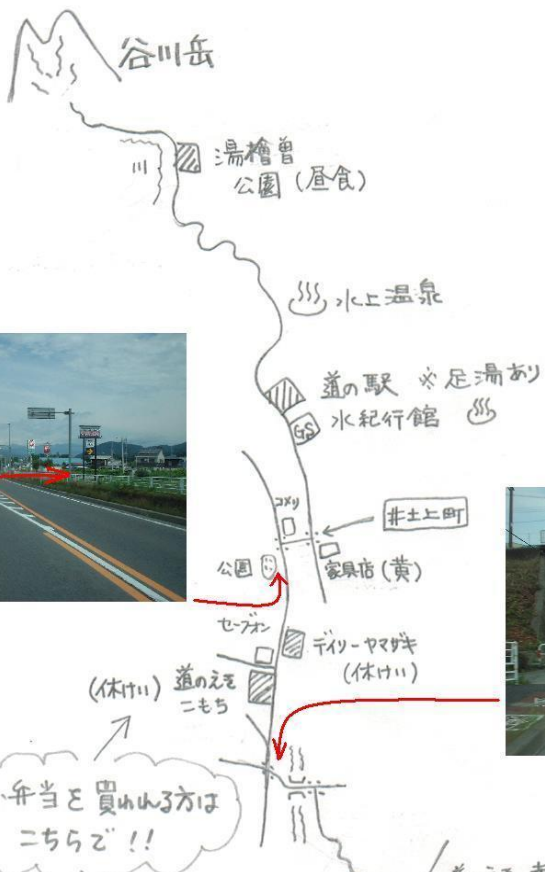 谷川岳
川
湯檜曽
公園 (昼食)
水上温泉
道の駅 ※足湯あり
水紀行館
GS
コメリ
井土上町
公園
家具店 (黄)
セーブオン
デイリーヤマザキ
(休けい)
(休けい) 道のえき
こもち
弁当を買われる方は
こちらで!!